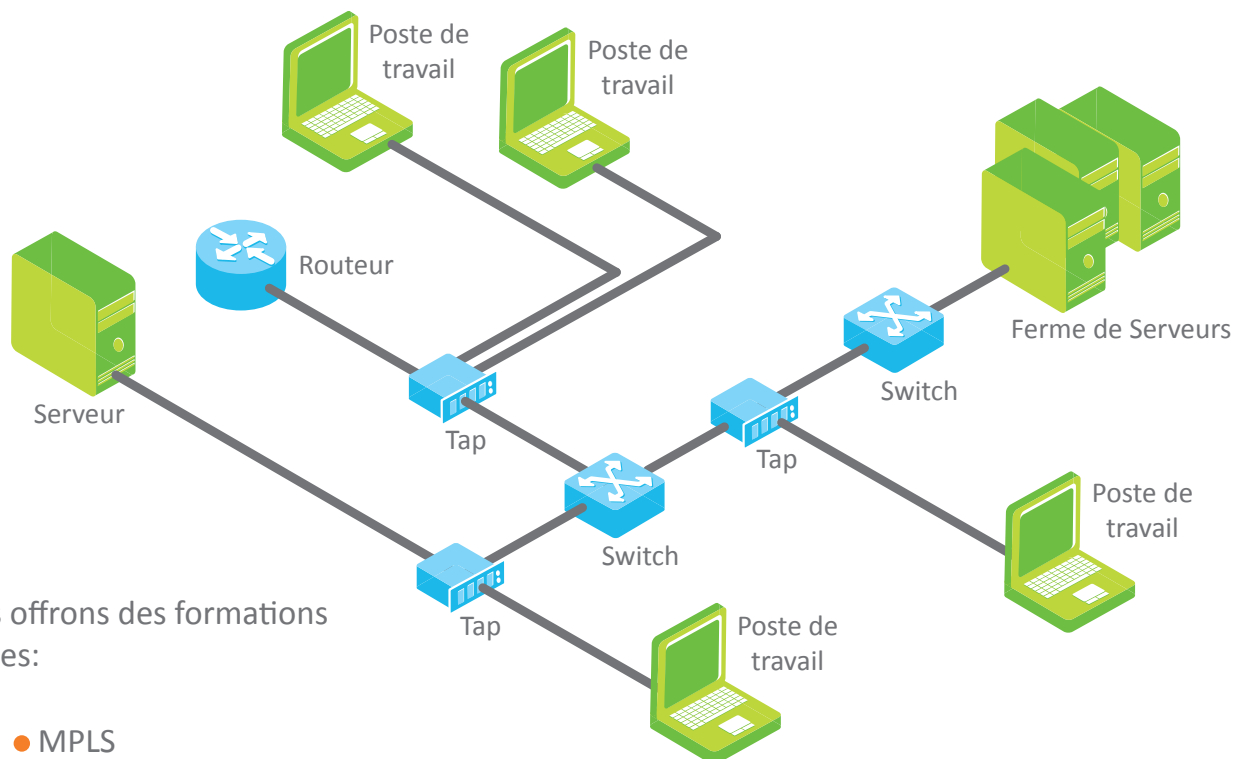 Poste de
travail
Poste de
travail
Routeur
Ferme de Serveurs
Switch
Serveur
Tap
Tap
Poste de
travail
Switch
offrons des formations
Tap
Poste de
travail
es:
MPLS